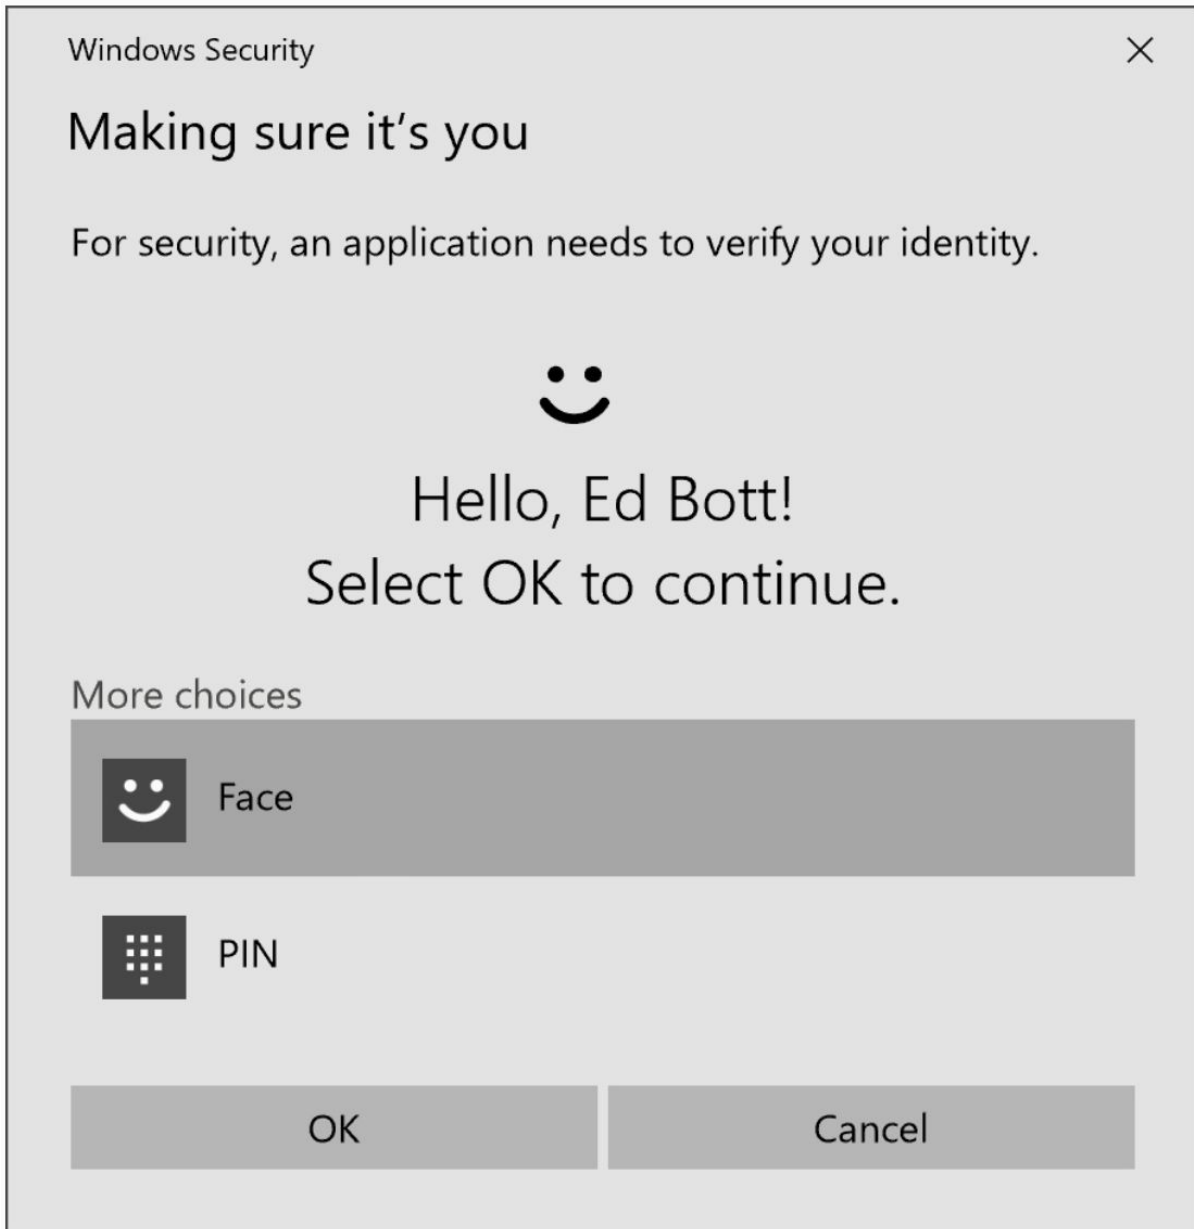 Windows Security
Making sure it‘s you
For security, an application needs to verify your identity.
Hello, Ed Bott!
Select OK to continue.
More choices
Face
PIN
OK
Cancel